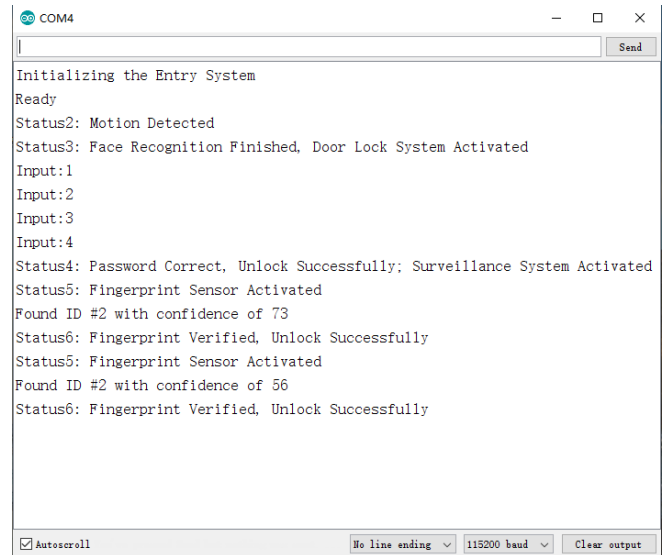 COM4
Send
Initializing the Entry System
Ready
Status2: Motion Detected
Status3: Face Recognition Finished, Door Lock System Activated
Input:1
Input:2
Input:3
Input:4
Status4: Password Correct, Unlock Successfully; Surveillance System Activated
Status5: Fingerprint Sensor Activated
Found ID #2 with confidence of 73
Status6: Fingerprint Verified, Unlock Successfully
Status5: Fingerprint Sensor Activated
Found ID #2 with confidence of 56
Status6: Fingerprint Verified, Unlock Successfully
Autoscroll No line ending 115200 baud Clear output